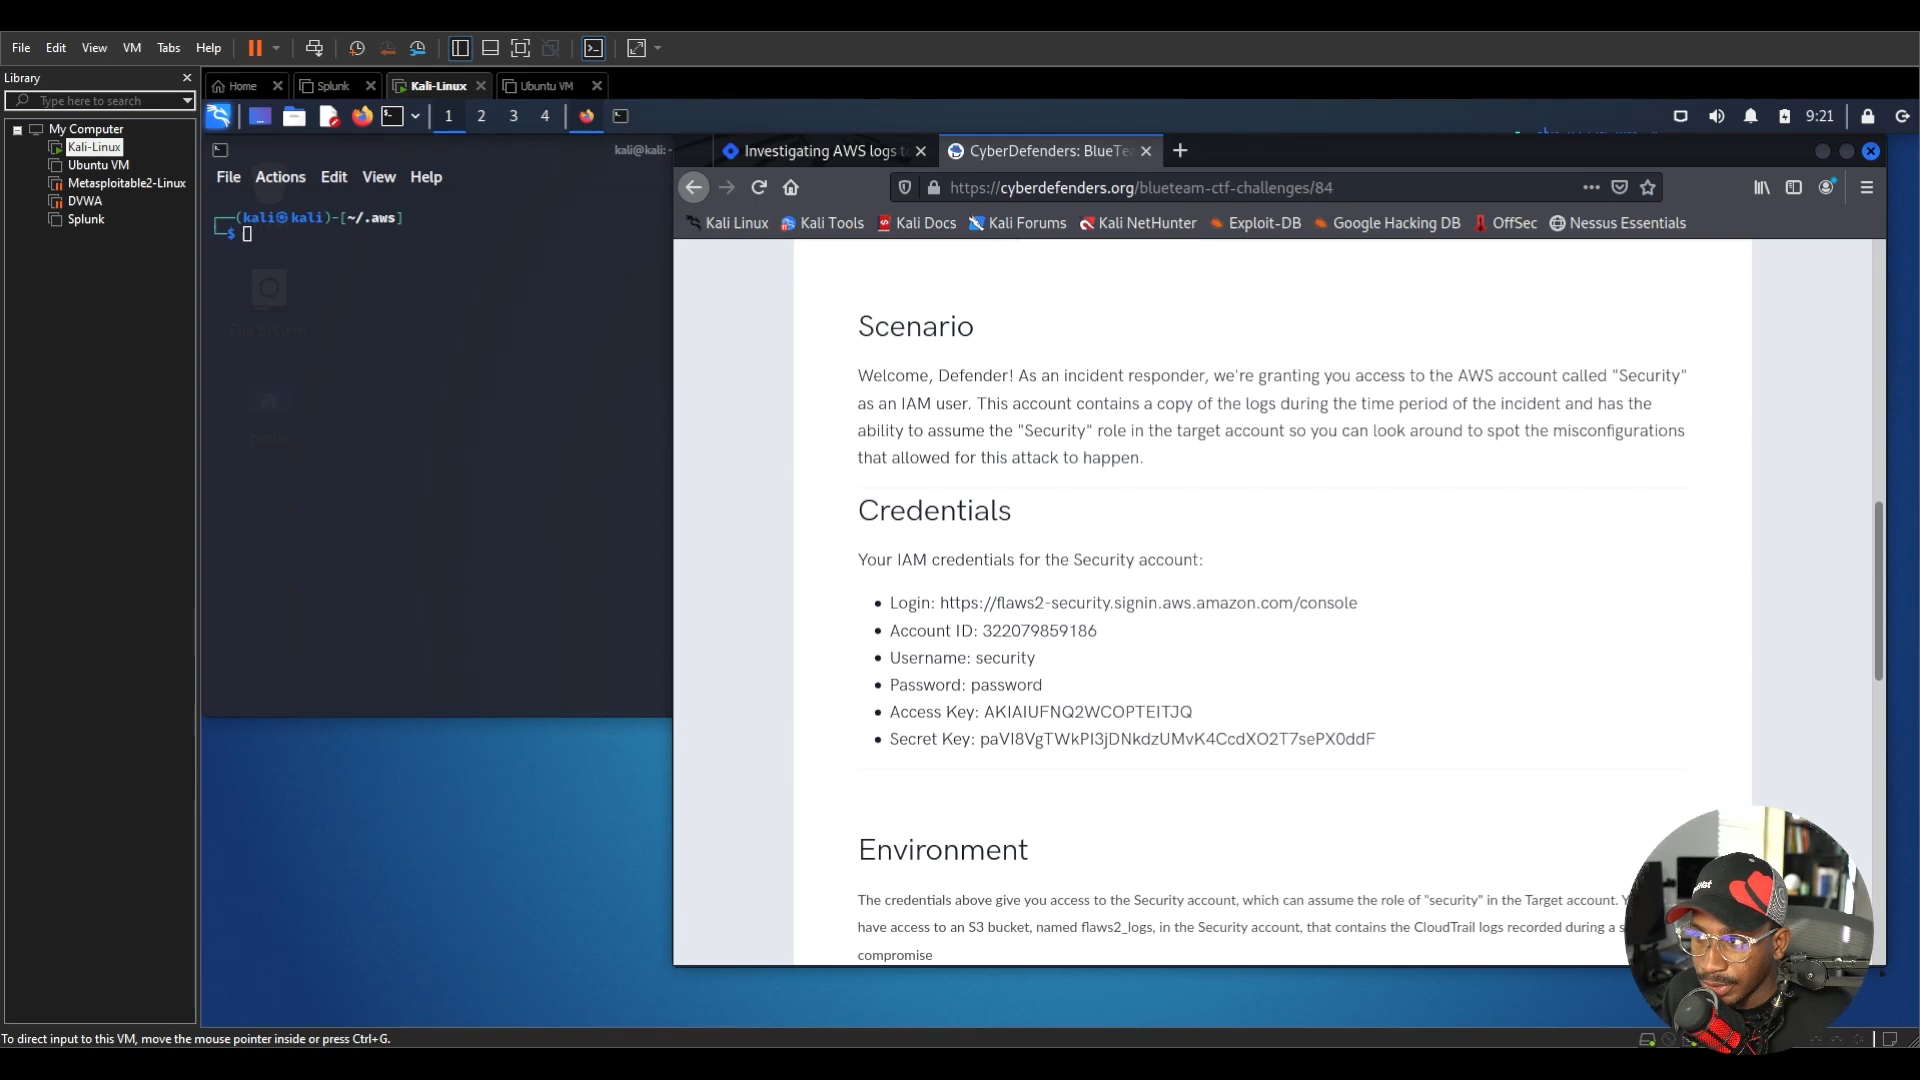 File Edit View VM Tabs Help
Library
Type here to search
My Computer
Kali-Linux
Ubuntu VM
Metasploitable2-Linux
DVWA
Splunk
Home Splunk Kali-Linux Ubuntu VM
1 2 3 4
9:21
kali@kali: ~
File Actions Edit View Help
(kali㉿kali)-[~/.aws]
$
File System
Home
Investigating AWS logs t
CyberDefenders: BlueTea
https://cyberdefenders.org/blueteam-ctf-challenges/84
Kali Linux Kali Tools Kali Docs Kali Forums Kali NetHunter Exploit-DB Google Hacking DB OffSec Nessus Essentials
Scenario
Welcome, Defender! As an incident responder, we're granting you access to the AWS account called "Security"
as an IAM user. This account contains a copy of the logs during the time period of the incident and has the
ability to assume the "Security" role in the target account so you can look around to spot the misconfigurations
that allowed for this attack to happen.
Credentials
Your IAM credentials for the Security account:
• Login: https://flaws2-security.signin.aws.amazon.com/console
• Account ID: 322079859186
• Username: security
• Password: password
• Access Key: AKIAIUFNQ2WCOPTEITJQ
• Secret Key: paVI8VgTWkPI3jDNkdzUMvK4CcdXO2T7sePX0ddF
Environment
The credentials above give you access to the Security account, which can assume the role of "security" in the Target account.
have access to an S3 bucket, named flaws2_logs, in the Security account, that contains the CloudTrail logs recorded during a s
compromise
To direct input to this VM, move the mouse pointer inside or press Ctrl+G.